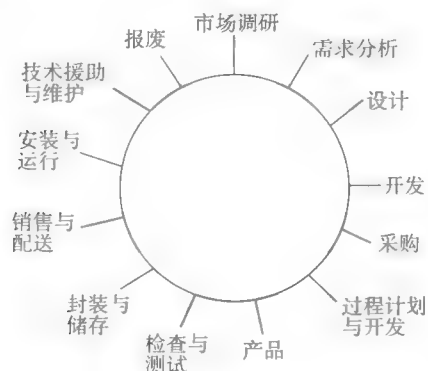 市场调研
需求分析
设计
开发
采购
过程计划
与开发
产品
检查与
测试
封装与
储存
销售与
配送
安装与
运行
技术援助
与维护
报废